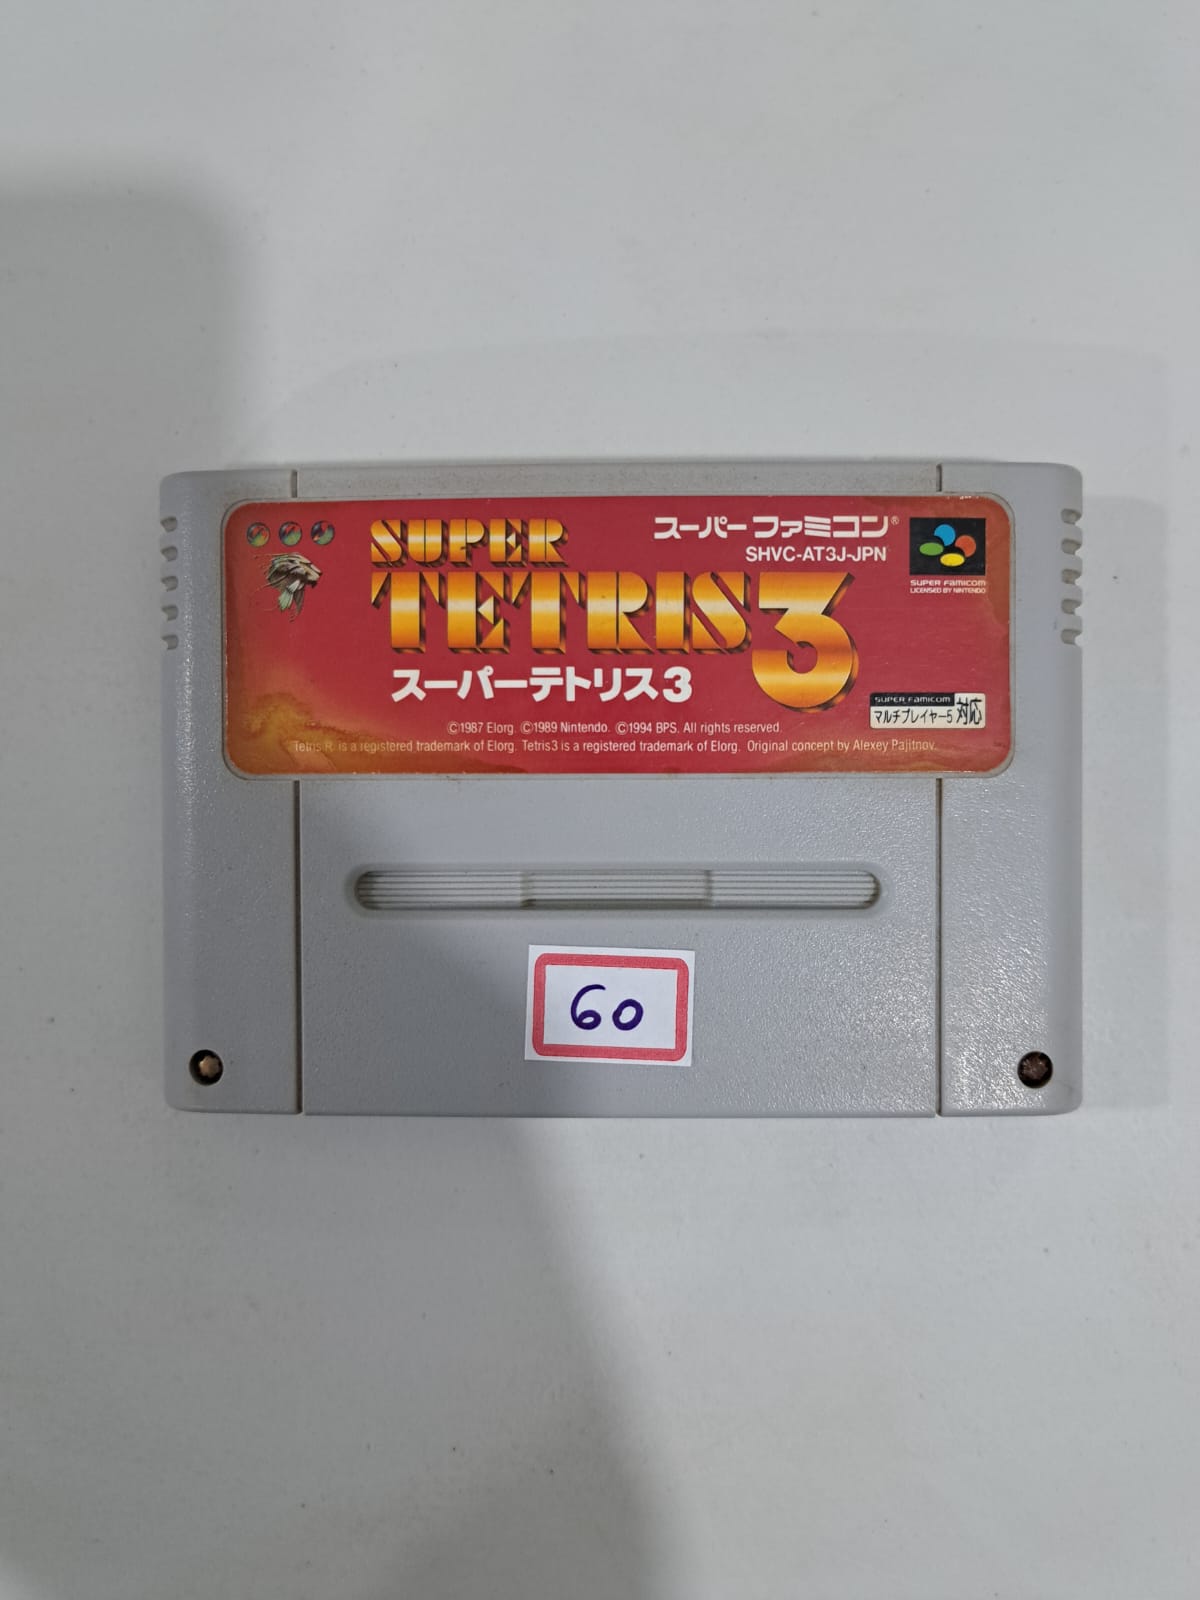 SUPER
TETRIS 3
スーパーテトリス3
スーパーファミコン®
SHVC-AT3J-JPN
SUPER FAMICOM
LICENSED BY NINTENDO
SUPER FAMICOM
マルチプレイヤー5 対応
©1987 Elorg. ©1989 Nintendo. ©1994 BPS. All rights reserved.
Tetris R. is a registered trademark of Elorg. Tetris3 is a registered trademark of Elorg. Original concept by Alexey Pajitnov.
60